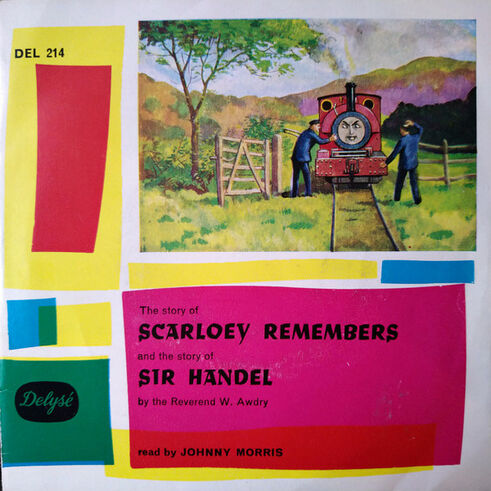 DEL 214
The story of
SCARLOEY REMEMBERS
and the story of
SIR HANDEL
by the Reverend W. Awdry
Delysé
read by JOHNNY MORRIS